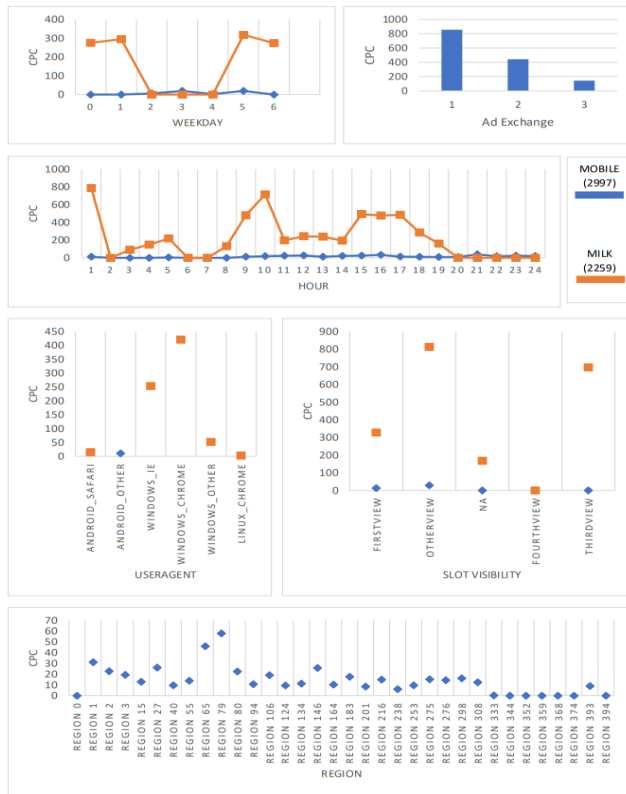 400
300
200
100
0
CPC
0 1 2 3 4 5 6
WEEKDAY
1000
800
600
400
200
0
CPC
1 2 3
Ad Exchange
1000
800
600
400
200
0
CPC
1 2 3 4 5 6 7 8 9 10 11 12 13 14 15 16 17 18 19 20 21 22 23 24
HOUR
MOBILE
(2997)
MILK
(2259)
450
400
350
300
250
200
150
100
50
0
CPC
ANDROID_SAFARI
ANDROID_OTHER
WINDOWS_IE
WINDOWS_CHROME
WINDOWS_OTHER
LINUX_CHROME
USERAGENT
900
800
700
600
500
400
300
200
100
0
CPC
FIRSTVIEW
OTHERVIEW
NA
FOURTHVIEW
THIRDVIEW
SLOT VISIBILITY
70
60
50
40
30
20
10
0
CPC
REGION 0
REGION 1
REGION 2
REGION 3
REGION 15
REGION 27
REGION 40
REGION 55
REGION 65
REGION 79
REGION 80
REGION 94
REGION 106
REGION 124
REGION 134
REGION 146
REGION 164
REGION 183
REGION 201
REGION 216
REGION 238
REGION 253
REGION 275
REGION 276
REGION 298
REGION 308
REGION 333
REGION 344
REGION 352
REGION 359
REGION 368
REGION 374
REGION 393
REGION 394
REGION